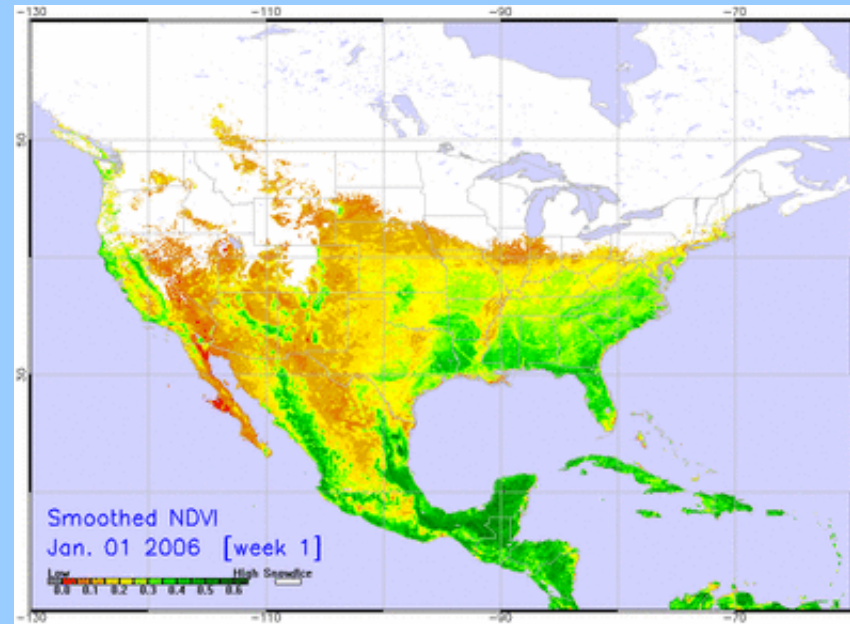 -130 -110 -90 -70
50
30
Smoothed NDVI
Jan. 01 2006 [week 1]
Low High Snow/Ice
0.0 0.1 0.2 0.3 0.4 0.5 0.6
-130 -110 -90 -70